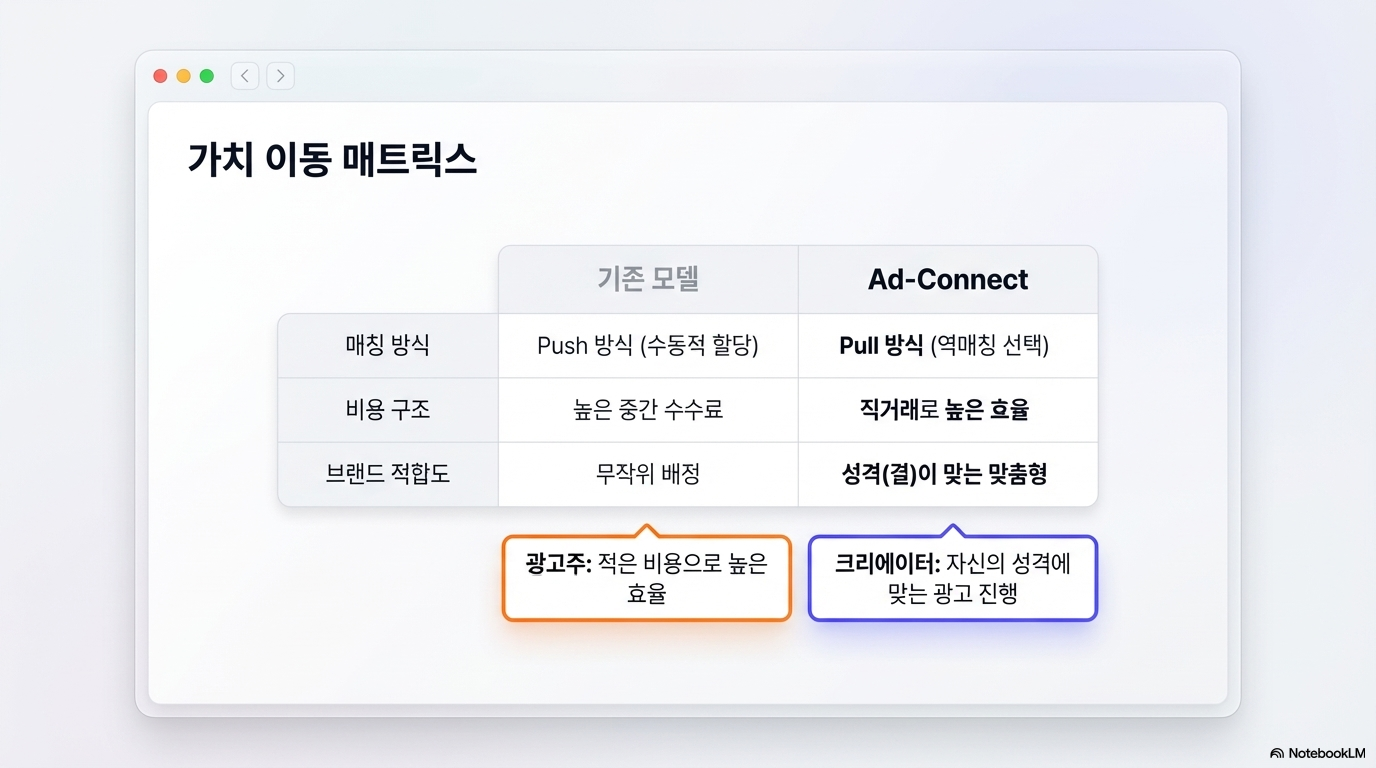 가치 이동 매트릭스
기존 모델
Ad-Connect
매칭 방식
Push 방식 (수동적 할당)
Pull 방식 (역매칭 선택)
비용 구조
높은 중간 수수료
직거래로 높은 효율
브랜드 적합도
무작위 배정
성격(결)이 맞는 맞춤형
광고주: 적은 비용으로 높은
효율
크리에이터: 자신의 성격에
맞는 광고 진행
NotebookLM